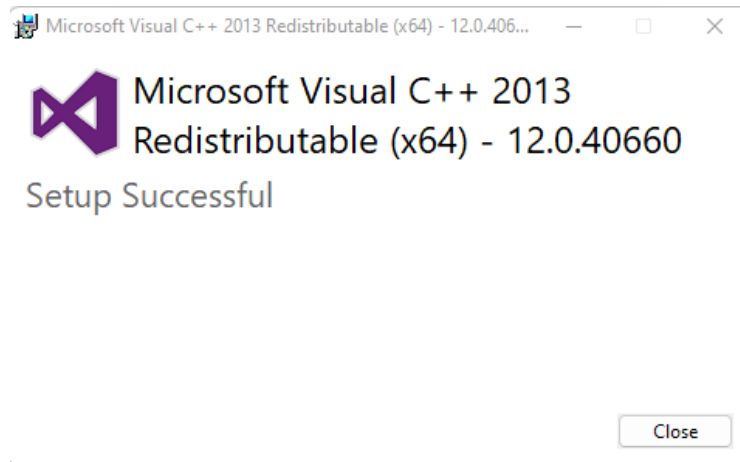 Microsoft Visual C++ 2013 Redistributable (x64) - 12.0.406...
Microsoft Visual C++ 2013
Redistributable (x64) - 12.0.40660
Setup Successful
Close